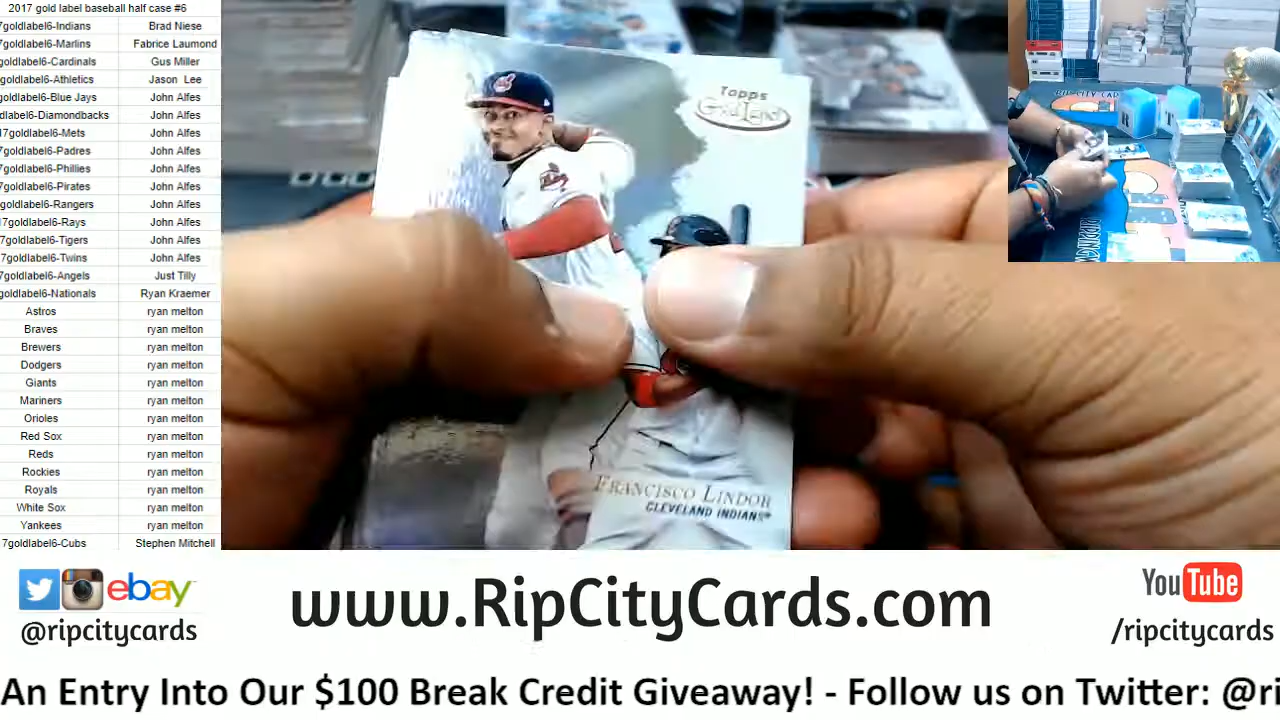 2017 gold label baseball half case #6
7goldlabel6-Indians Brad Niese
7goldlabel6-Marlins Fabrice Laumond
goldlabel6-Cardinals Gus Miller
7goldlabel6-Athletics Jason Lee
goldlabel6-Blue Jays John Alfes
dlabel6-Diamondbacks John Alfes
17goldlabel6-Mets John Alfes
7goldlabel6-Padres John Alfes
7goldlabel6-Phillies John Alfes
7goldlabel6-Pirates John Alfes
goldlabel6-Rangers John Alfes
17goldlabel6-Rays John Alfes
7goldlabel6-Tigers John Alfes
7goldlabel6-Twins John Alfes
7goldlabel6-Angels Just Tilly
goldlabel6-Nationals Ryan Kraemer
Astros ryan melton
Braves ryan melton
Brewers ryan melton
Dodgers ryan melton
Giants ryan melton
Mariners ryan melton
Orioles ryan melton
Red Sox ryan melton
Reds ryan melton
Rockies ryan melton
Royals ryan melton
White Sox ryan melton
Yankees ryan melton
7goldlabel6-Cubs Stephen Mitchell
Topps
Gold Label
FRANCISCO LINDOR
CLEVELAND INDIANS
ebay
@ripcitycards
www.RipCityCards.com
YouTube
/ripcitycards
An Entry Into Our $100 Break Credit Giveaway! - Follow us on Twitter: @ri